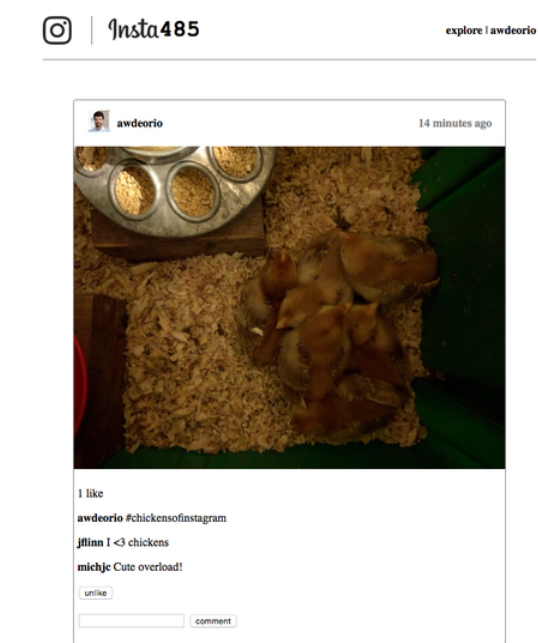 Insta485
explore | awdeorio
awdeorio
14 minutes ago
1 like
awdeorio #chickensofinstagram
jflinn I <3 chickens
michjc Cute overload!
unlike
comment